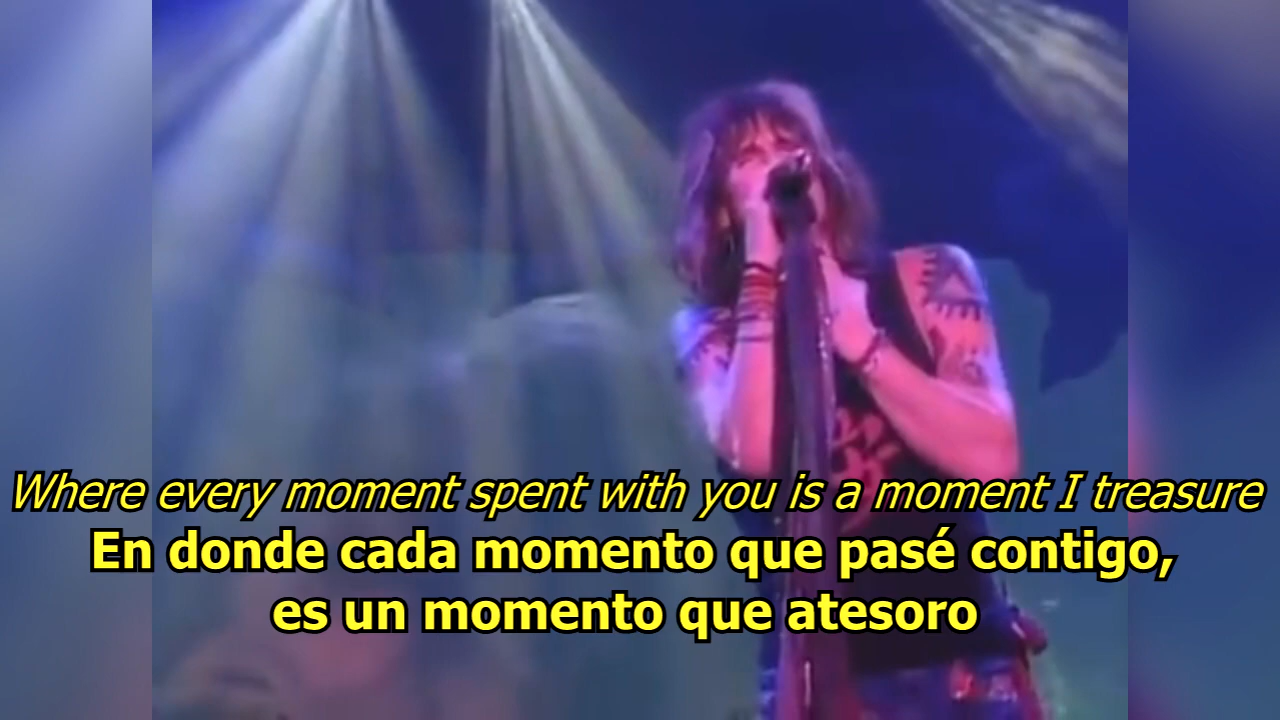 Where every moment spent with you is a moment I treasure
En donde cada momento que pasé contigo,
es un momento que atesoro